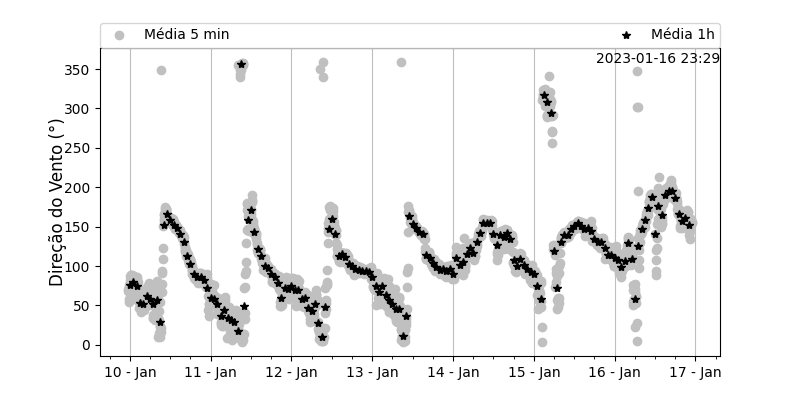 Média 5 min
Média 1h
2023-01-16 23:29
Direção do Vento (°)
350
300
250
200
150
100
50
0
10 - Jan
11 - Jan
12 - Jan
13 - Jan
14 - Jan
15 - Jan
16 - Jan
17 - Jan